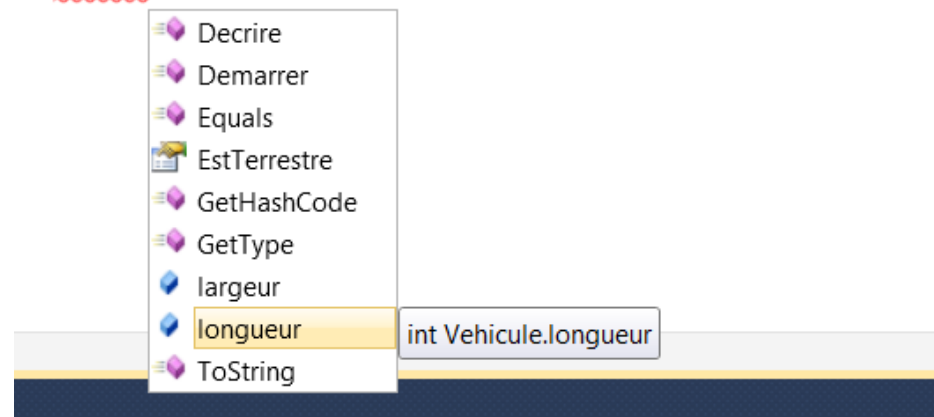 Decrire
Demarrer
Equals
EstTerrestre
GetHashCode
GetType
largeur
longueur int Vehicule.longueur
ToString